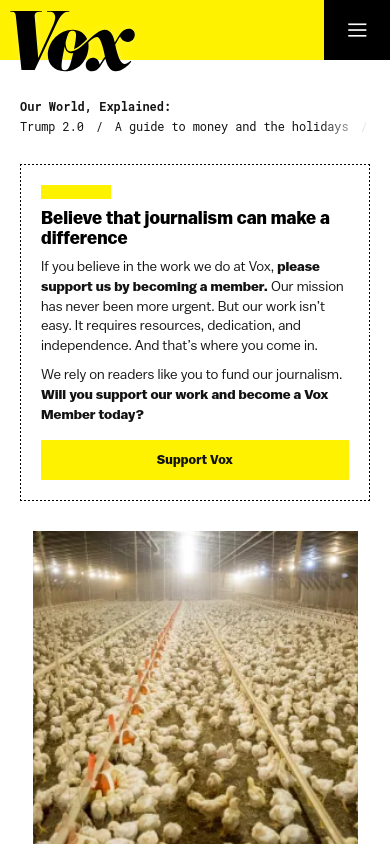 Vox
Our World, Explained:
Trump 2.0 / A guide to money and the holidays /
Believe that journalism can make a
difference
If you believe in the work we do at Vox, please
support us by becoming a member. Our mission
has never been more urgent. But our work isn't
easy. It requires resources, dedication, and
independence. And that's where you come in.
We rely on readers like you to fund our journalism.
Will you support our work and become a Vox
Member today?
Support Vox